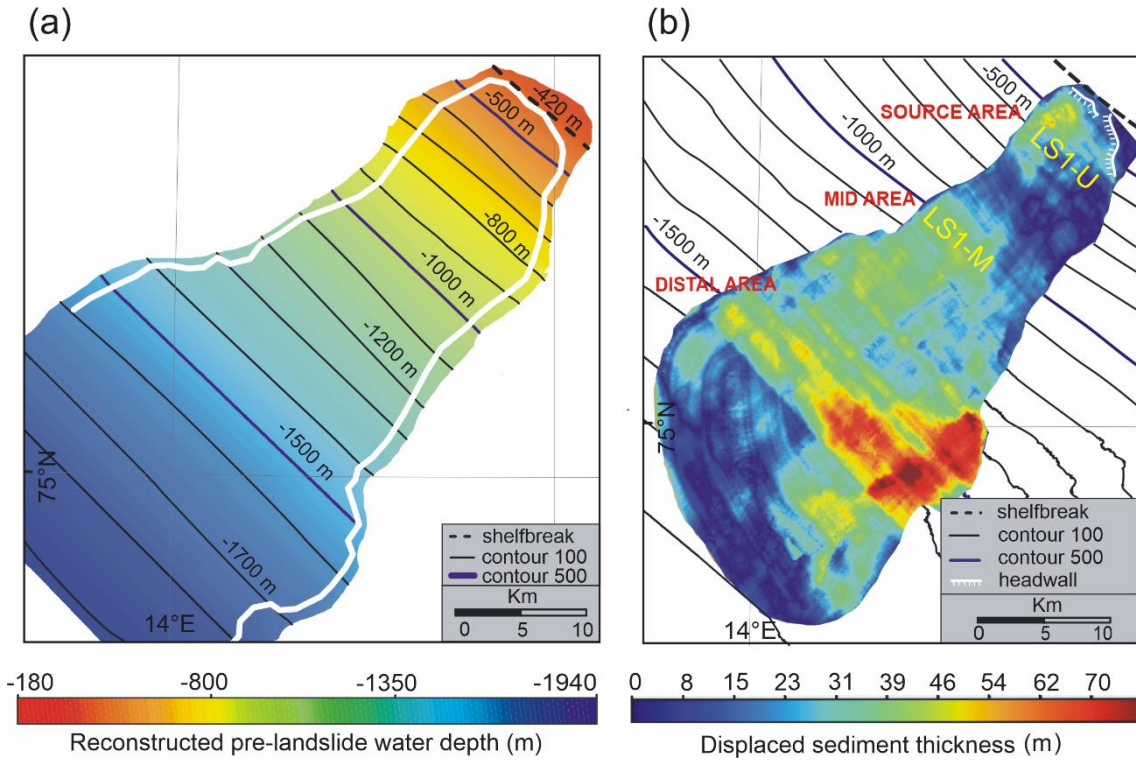 (a)
(b)
-420 m
-500 m
-800 m
-1000 m
-1200 m
-1500 m
-1700 m
75°N
14°E
shelfbreak
contour 100
contour 500
Km
0 5 10
-180 -800 -1350 -1940
Reconstructed pre-landslide water depth (m)
-500 m
SOURCE AREA
-1000 m
LS1-U
MID AREA
LS1-M
-1500 m
DISTAL AREA
75°N
14°E
shelfbreak
contour 100
contour 500
headwall
Km
0 5 10
0 8 15 23 31 39 46 54 62 70
Displaced sediment thickness (m)